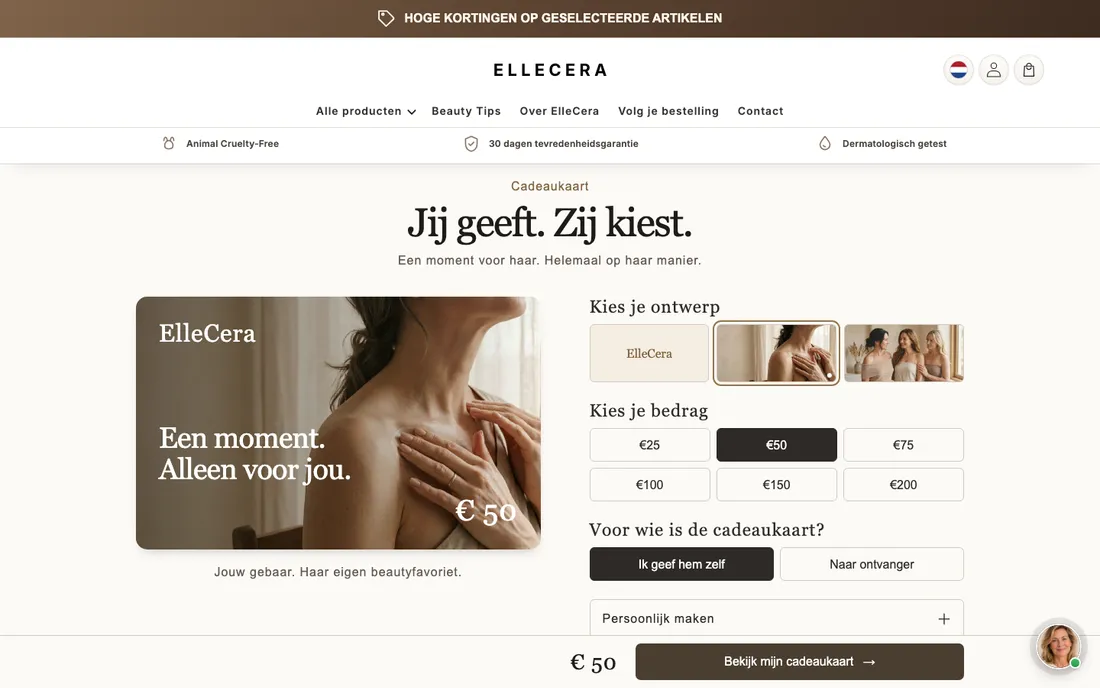 HOGE KORTINGEN OP GESELECTEERDE ARTIKELEN
ELLECERA
Alle producten Beauty Tips Over ElleCera Volg je bestelling Contact
Animal Cruelty-Free 30 dagen tevredenheidsgarantie Dermatologisch getest
Cadeaukaart
Jij geeft. Zij kiest.
Een moment voor haar. Helemaal op haar manier.
ElleCera
Een moment.
Alleen voor jou.
€ 50
Jouw gebaar. Haar eigen beautyfavoriet.
Kies je ontwerp
ElleCera
Kies je bedrag
€25 €50 €75
€100 €150 €200
Voor wie is de cadeaukaart?
Ik geef hem zelf Naar ontvanger
Persoonlijk maken
€ 50 Bekijk mijn cadeaukaart →